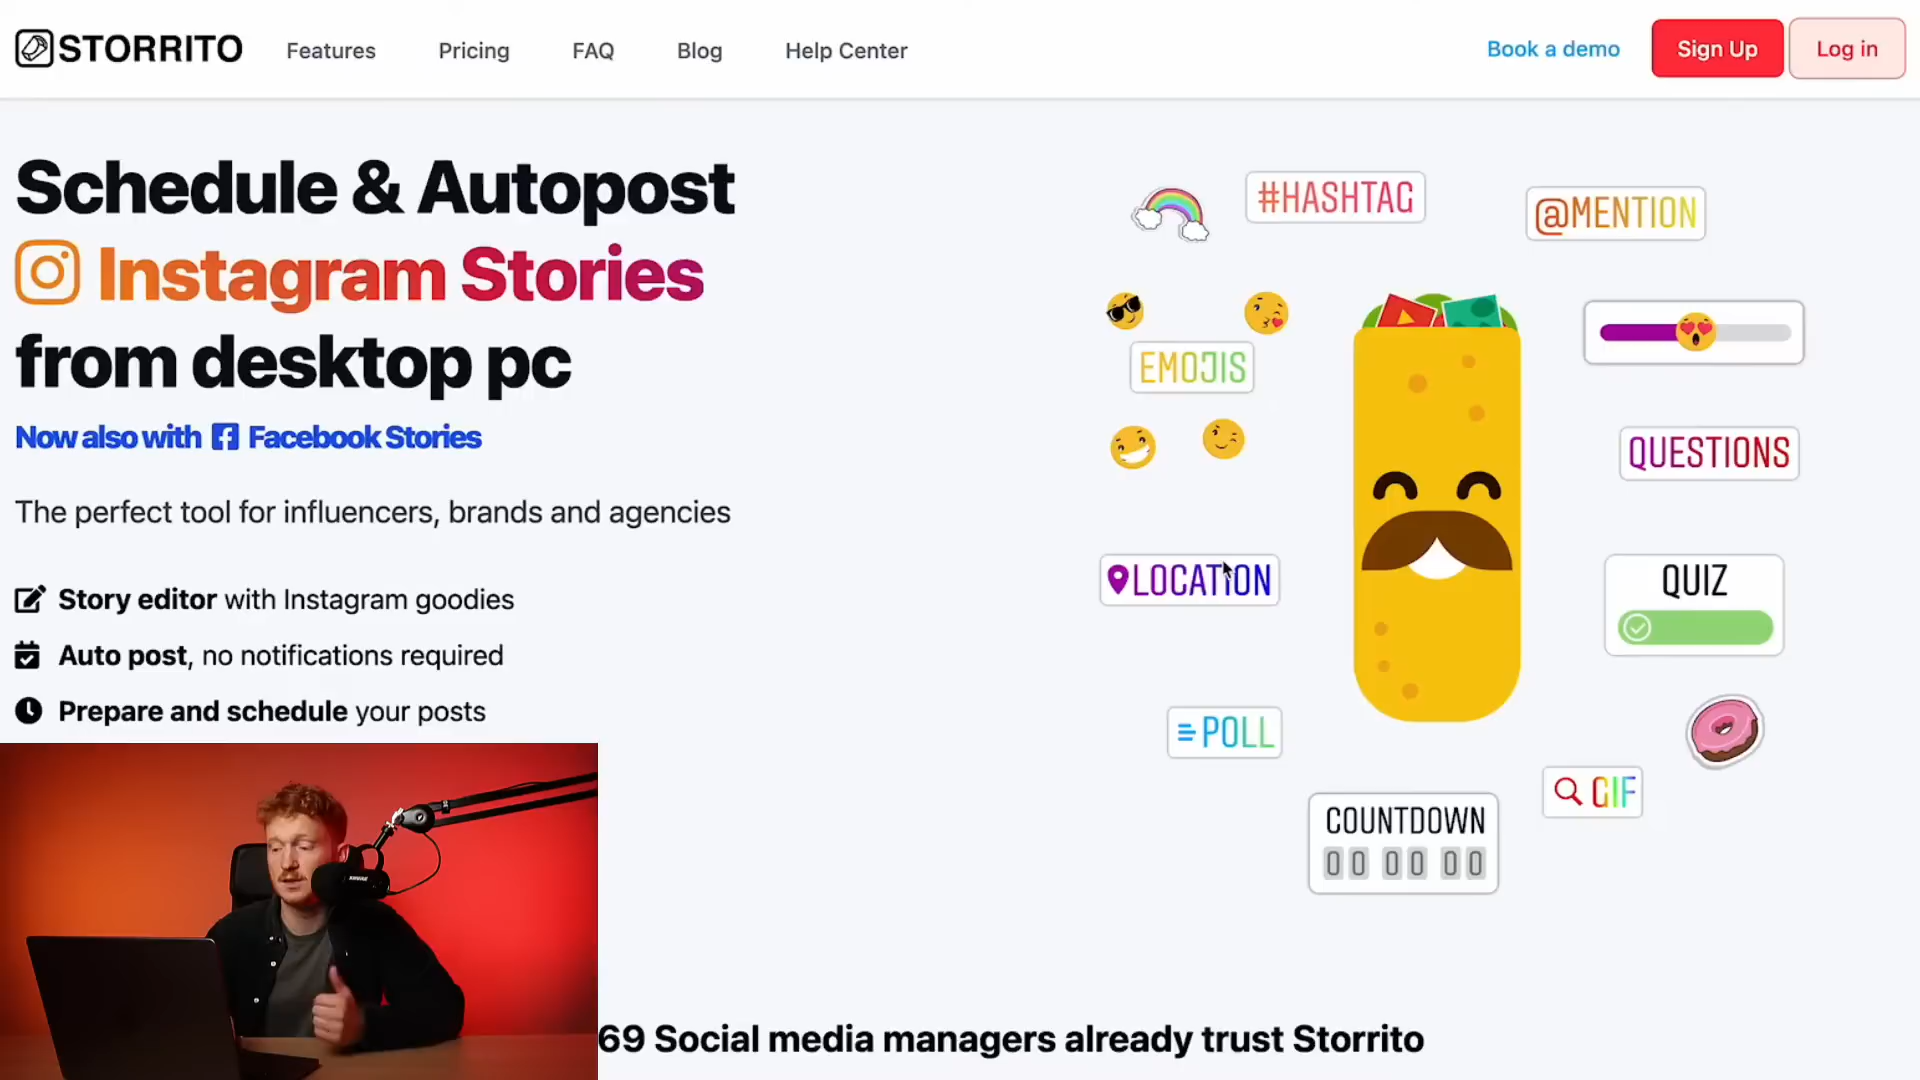 STORRITO
Features
Pricing
FAQ
Blog
Help Center
Book a demo
Sign Up
Log in
Schedule & Autopost
Instagram Stories
from desktop pc
Now also with Facebook Stories
The perfect tool for influencers, brands and agencies
Story editor with Instagram goodies
Auto post, no notifications required
Prepare and schedule your posts
#HASHTAG
@MENTION
EMOJIS
QUESTIONS
LOCATION
QUIZ
POLL
GIF
COUNTDOWN
00 00 00
SHURE
69 Social media managers already trust Storrito